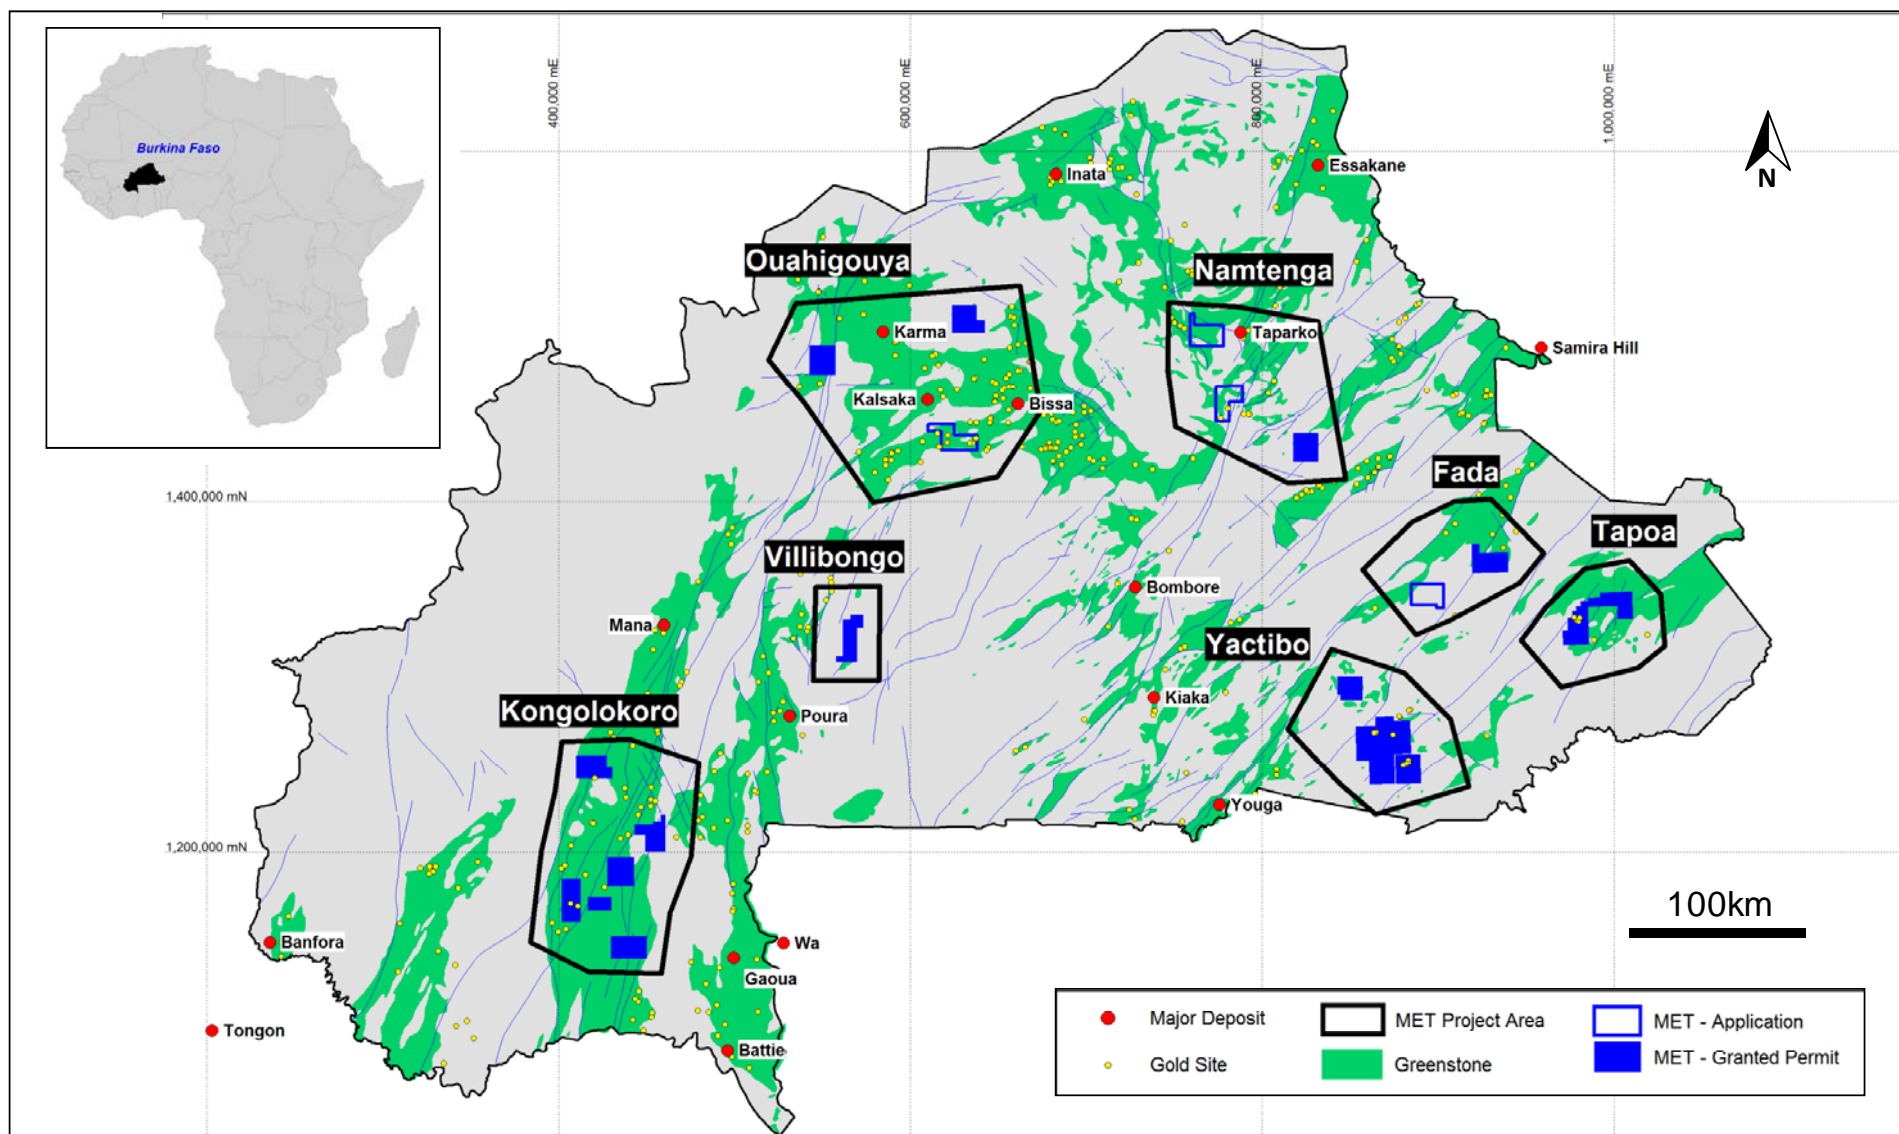 Burkina Faso
400,000 mE
600,000 mE
800,000 mE
1,000,000 mE
N
Inata
Essakane
Ouahigouya
Namtenga
Karma
Taparko
Samira Hill
Kalsaka
Bissa
Fada
1,400,000 mN
Tapoa
Villibongo
Bombore
Mana
Yactibo
Kiaka
Kongolokoro
Poura
Youga
1,200,000 mN
100km
Banfora
Wa
Gaoua
Tongon
Battie
Major Deposit
MET Project Area
MET - Application
Gold Site
Greenstone
MET - Granted Permit